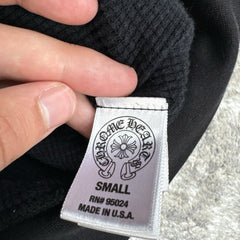 CHROME HEARTS
SMALL
RN# 95024
MADE IN U.S.A.